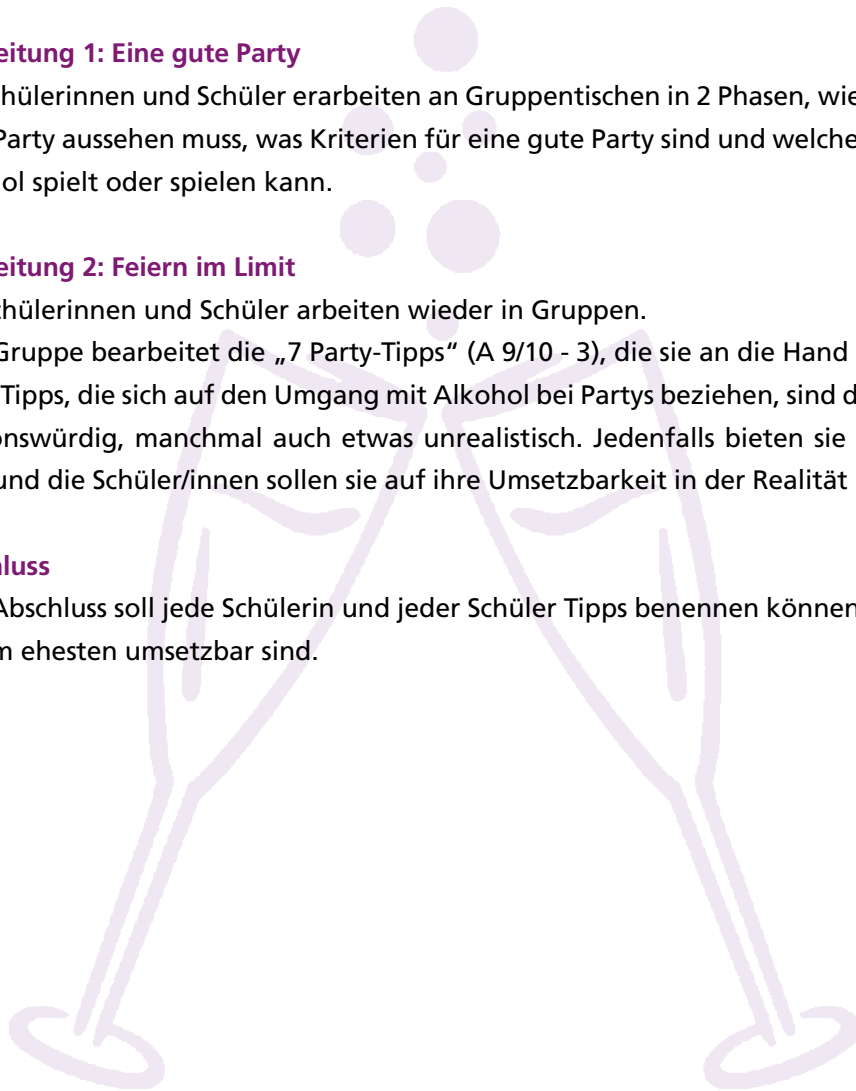 eitung 1: Eine gute Party
hülerinnen und Schüler erarbeiten an Gruppentischen in 2 Phasen, wie
Party aussehen muss, was Kriterien für eine gute Party sind und welche
ol spielt oder spielen kann.
eitung 2: Feiern im Limit
hülerinnen und Schüler arbeiten wieder in Gruppen.
Gruppe bearbeitet die „7 Party-Tipps“ (A 9/10 - 3), die sie an die Hand
Tipps, die sich auf den Umgang mit Alkohol bei Partys beziehen, sind d
onswürdig, manchmal auch etwas unrealistisch. Jedenfalls bieten sie
und die Schüler/innen sollen sie auf ihre Umsetzbarkeit in der Realität
luss
Abschluss soll jede Schülerin und jeder Schüler Tipps benennen können
m ehesten umsetzbar sind.